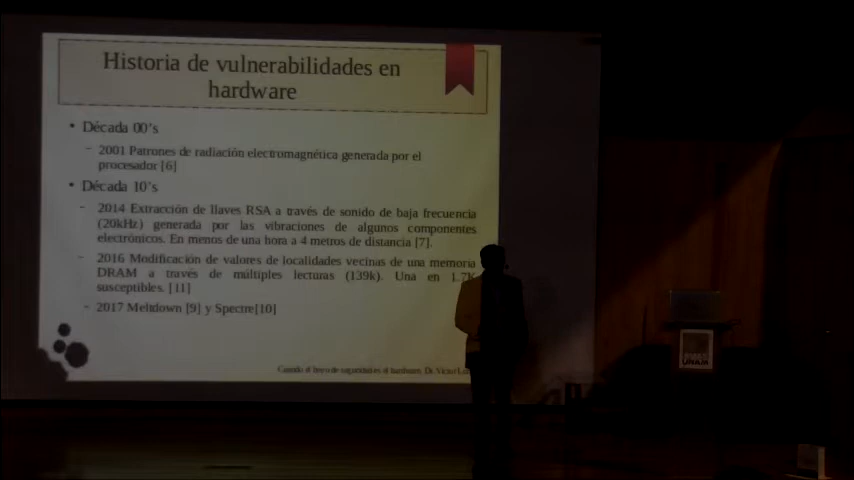 Historia de vulnerabilidades en
hardware
• Década 00's
– 2001 Patrones de radiación electromagnética generada por el
procesador [6]
• Década 10's
– 2014 Extracción de llaves RSA a través de sonido de baja frecuencia
(20kHz) generada por las vibraciones de algunos componentes
electrónicos. En menos de una hora a 4 metros de distancia [7].
– 2016 Modificación de valores de localidades vecinas de una memoria
DRAM a través de múltiples lecturas (139k). Una en 1.7K
susceptibles. [11]
– 2017 Meltdown [9] y Spectre[10]
el hardware. Dr.